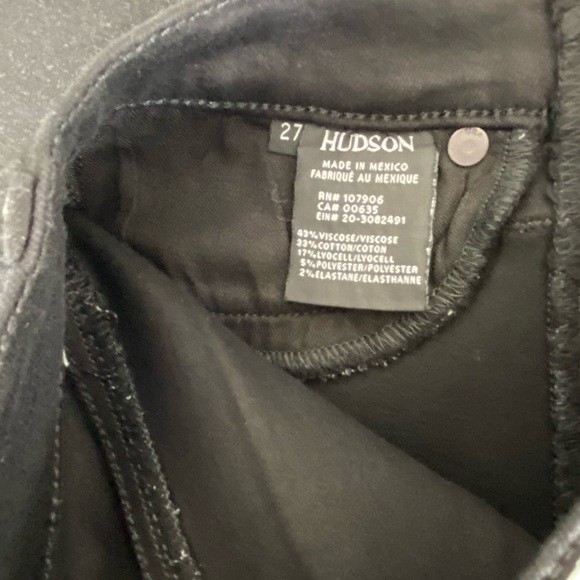 27
HUDSON
MADE IN MEXICO
FABRIQUÉ AU MEXIQUE
RN# 107906
CA# 00635
EIN# 20-3082491
43% VISCOSE/VISCOSE
33% COTTON/COTON
17% LYOCELL/LYOCELL
5% POLYESTER/POLYESTER
2% ELASTANE/ELASTHANNE